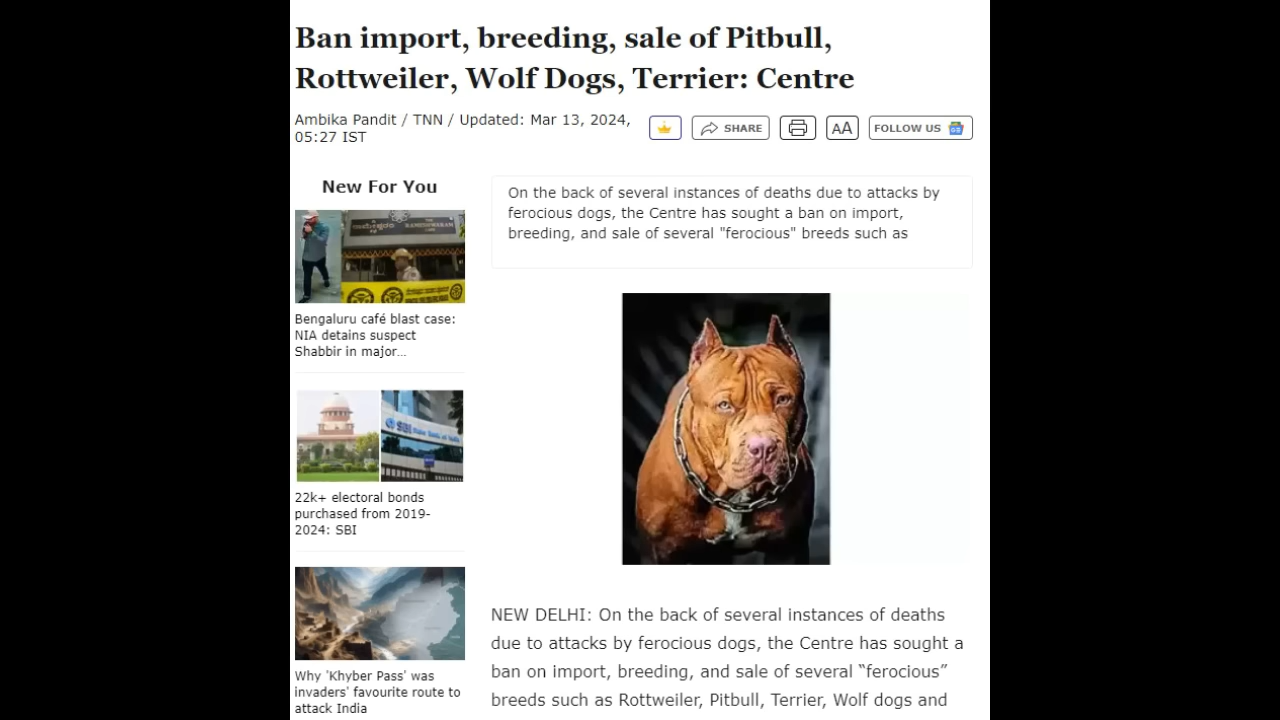 Ban import, breeding, sale of Pitbull,
Rottweiler, Wolf Dogs, Terrier: Centre
Ambika Pandit / TNN / Updated: Mar 13, 2024,
05:27 IST
SHARE
AA
FOLLOW US
New For You
Bengaluru café blast case:
NIA detains suspect
Shabbir in major...
SBI
22k+ electoral bonds
purchased from 2019-
2024: SBI
Why 'Khyber Pass' was
invaders' favourite route to
attack India
On the back of several instances of deaths due to attacks by
ferocious dogs, the Centre has sought a ban on import,
breeding, and sale of several "ferocious" breeds such as
NEW DELHI: On the back of several instances of deaths
due to attacks by ferocious dogs, the Centre has sought a
ban on import, breeding, and sale of several “ferocious”
breeds such as Rottweiler, Pitbull, Terrier, Wolf dogs and